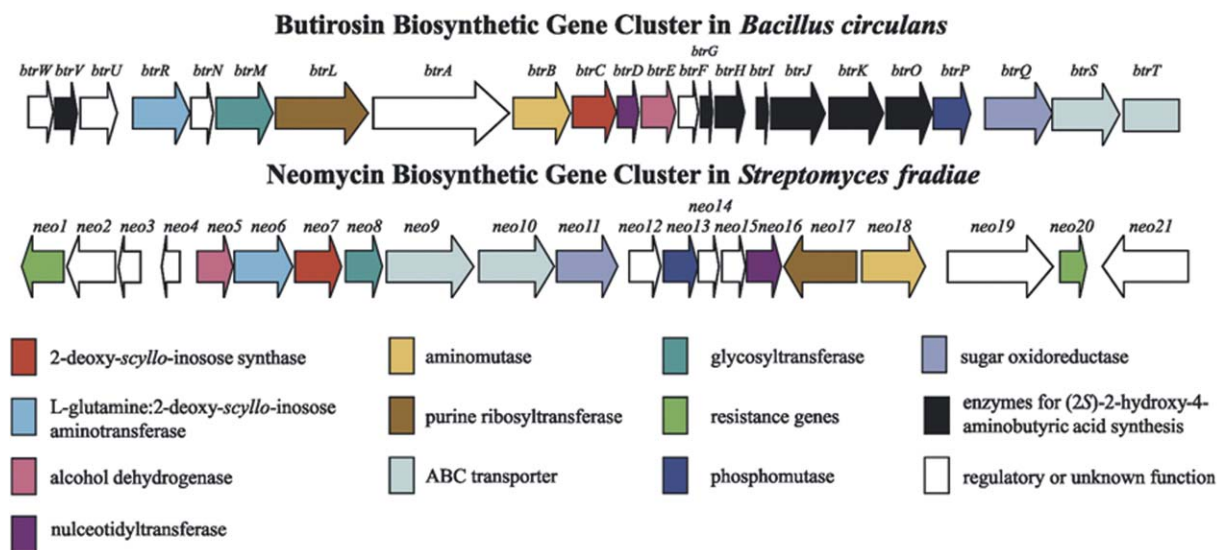 Butirosin Biosynthetic Gene Cluster in Bacillus circulans
btrG
btrW btrV btrU btrR btrN btrM btrL btrA btrB btrC btrD btrE btrF btrH btrI btrJ btrK btrO btrP btrQ btrS btrT
Neomycin Biosynthetic Gene Cluster in Streptomyces fradiae
neo14
neo1 neo2 neo3 neo4 neo5 neo6 neo7 neo8 neo9 neo10 neo11 neo12 neo13 neo15 neo16 neo17 neo18 neo19 neo20 neo21
2-deoxy-scyllo-inosose synthase
L-glutamine:2-deoxy-scyllo-inosose
aminotransferase
alcohol dehydrogenase
nulceotidyltransferase
aminomutase
purine ribosyltransferase
ABC transporter
glycosyltransferase
resistance genes
phosphomutase
sugar oxidoreductase
enzymes for (2S)-2-hydroxy-4-
aminobutyric acid synthesis
regulatory or unknown function